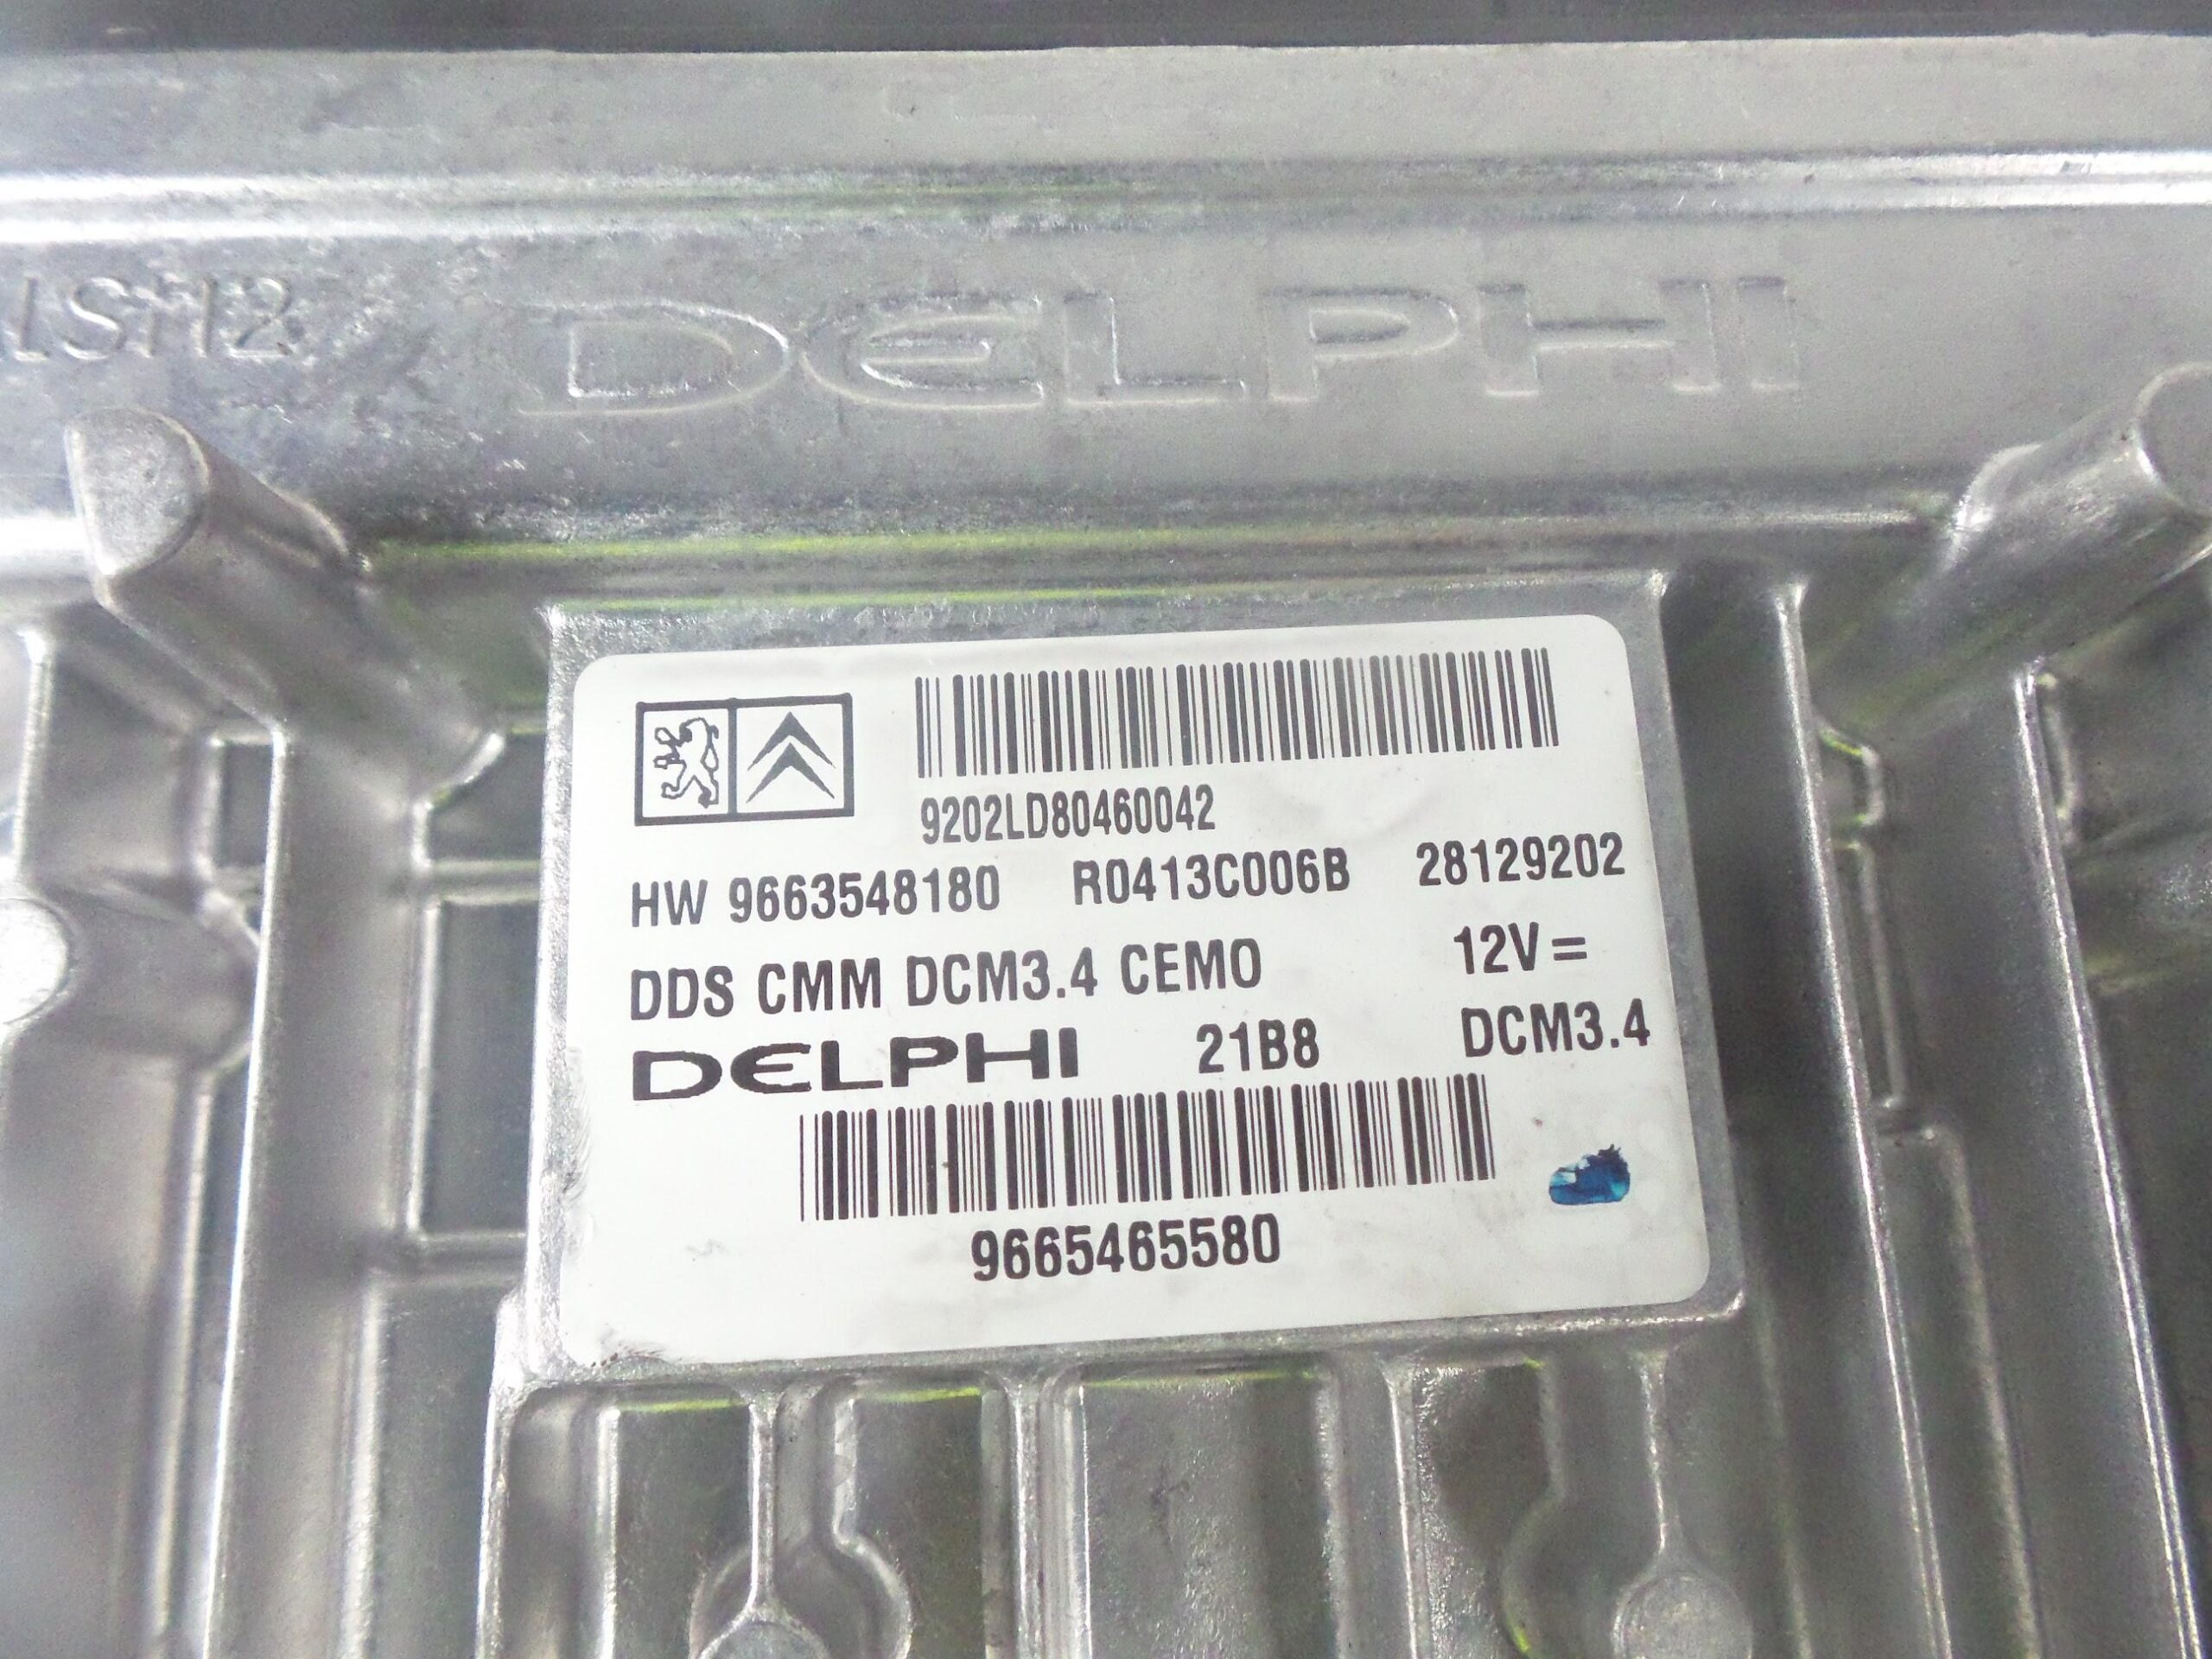 DELPHI
9202LD80460042
HW 9663548180 R0413C006B 28129202
DDS CMM DCM3.4 CEMO 12V=
DELPHI 21B8 DCM3.4
9665465580